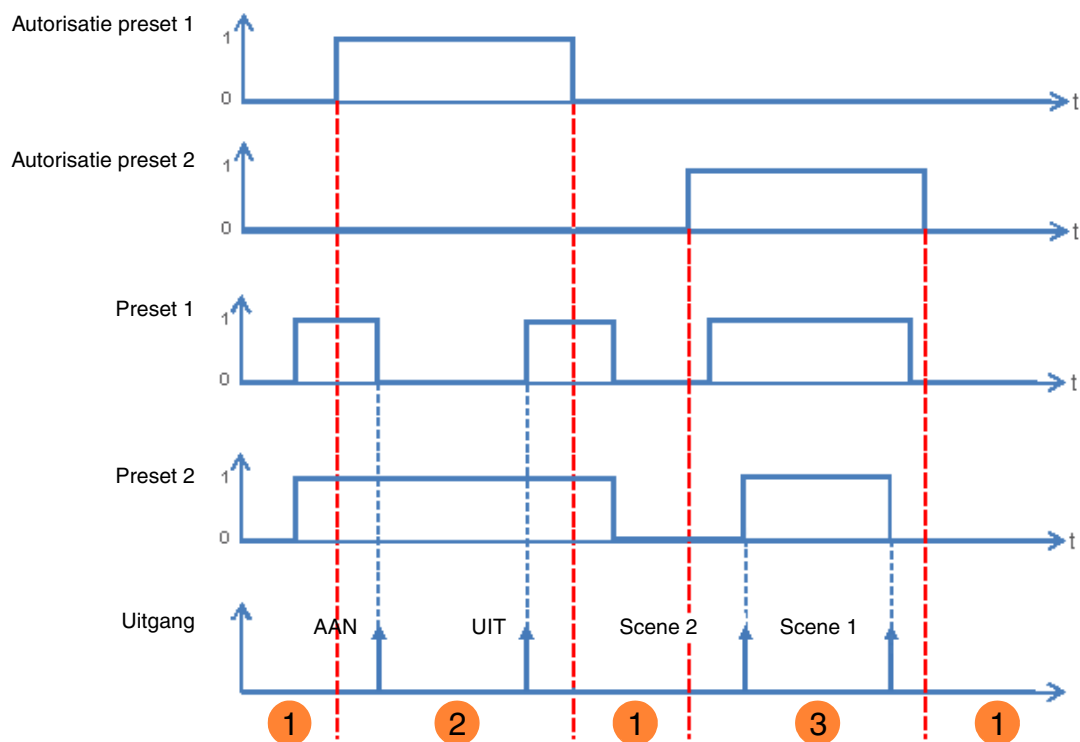 Autorisatie preset 1
1
0
t
Autorisatie preset 2
1
0
t
Preset 1
1
0
t
Preset 2
1
0
t
Uitgang
AAN
UIT
Scene 2
Scene 1
1
2
1
3
1